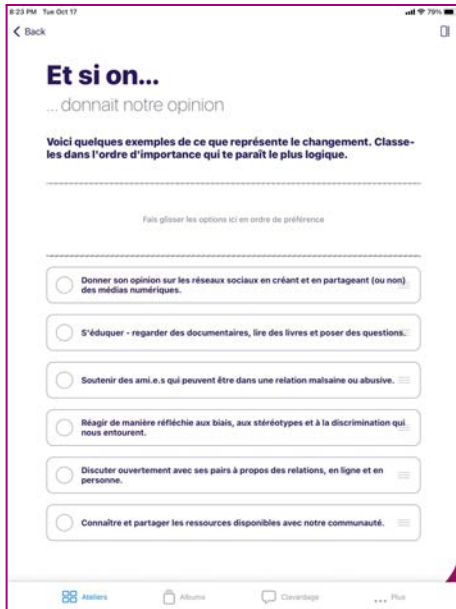 8:23 PM Tue Oct 17
79%
Back
Et si on...
... donnait notre opinion
Voici quelques exemples de ce que représente le changement. Classe-
les dans l'ordre d'importance qui te paraît le plus logique.
Fais glisser les options ici en ordre de préférence
Donner son opinion sur les réseaux sociaux en créant et en partageant (ou non)
des médias numériques.
S'éduquer - regarder des documentaires, lire des livres et poser des questions.
Soutenir des ami.e.s qui peuvent être dans une relation malsaine ou abusive.
Réagir de manière réfléchie aux biais, aux stéréotypes et à la discrimination qui
nous entourent.
Discuter ouvertement avec ses pairs à propos des relations, en ligne et en
personne.
Connaître et partager les ressources disponibles avec notre communauté.
Ateliers
Albums
Clavardage
Plus